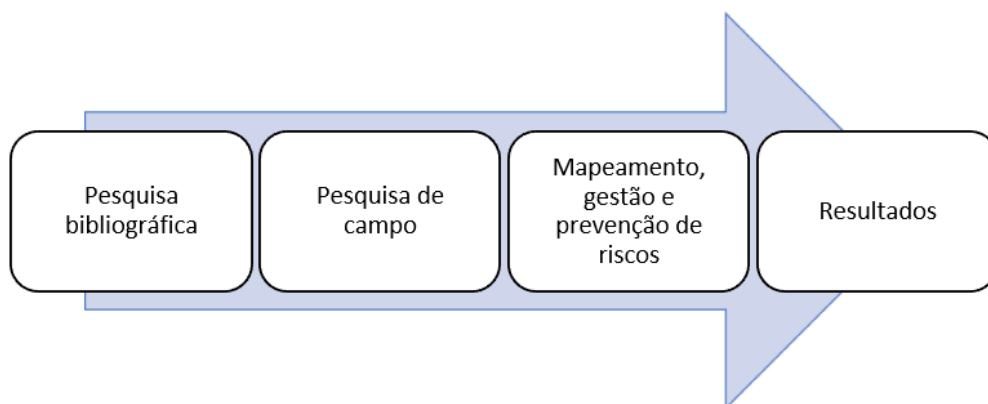 Pesquisa
bibliográfica
Pesquisa de
campo
Mapeamento,
gestão e
prevenção de
riscos
Resultados